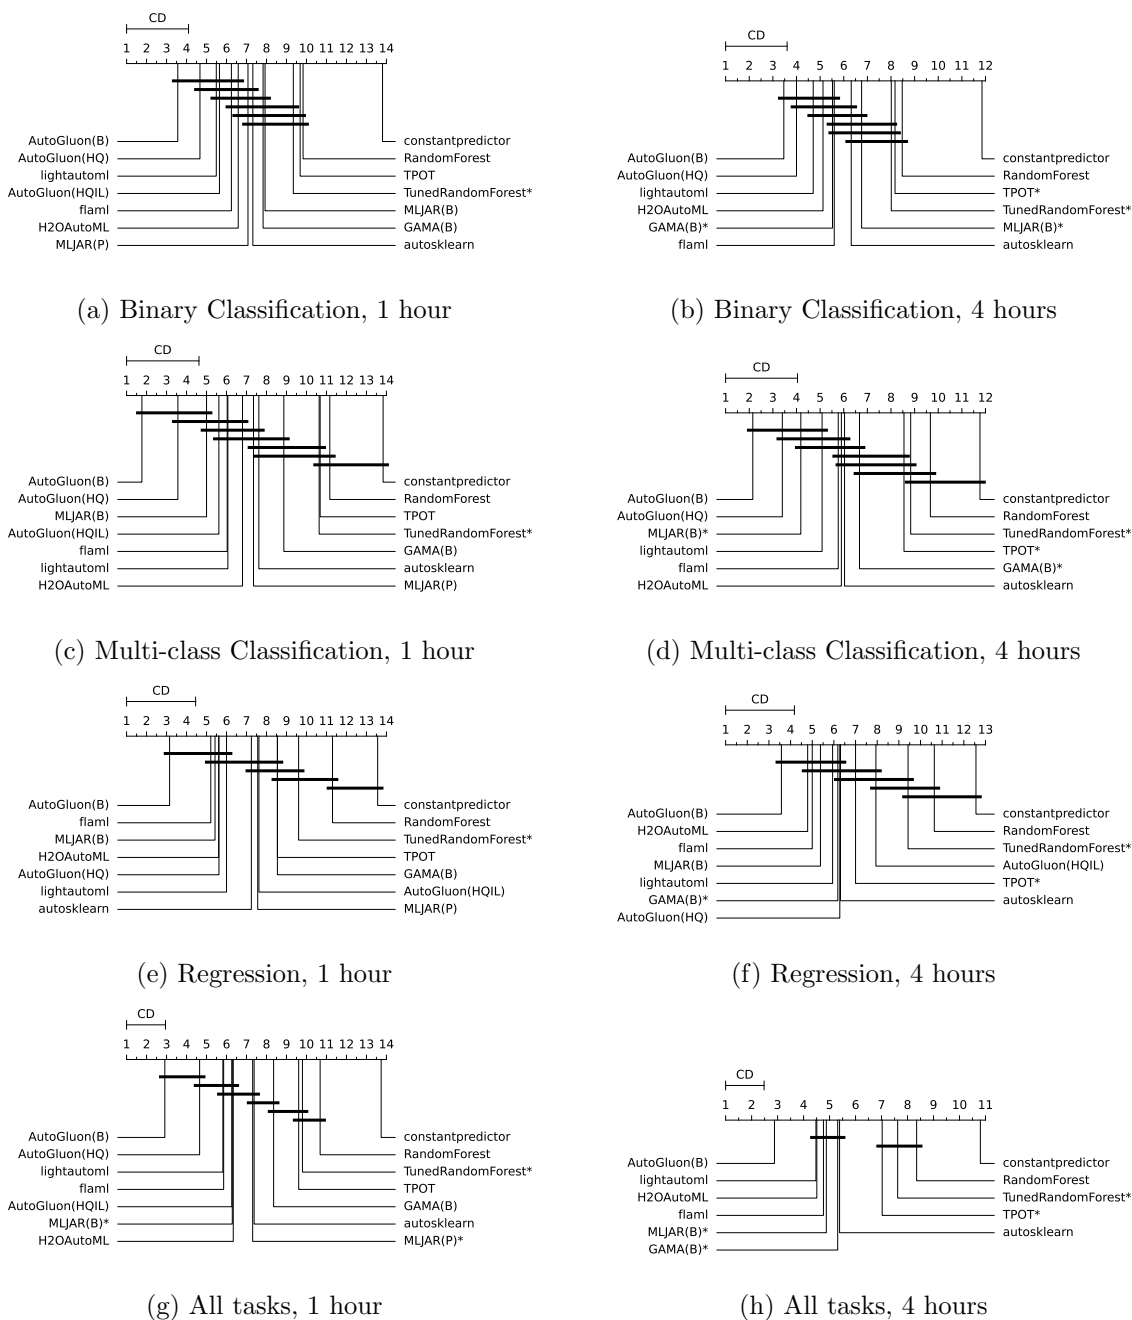 CD
1 2 3 4 5 6 7 8 9 10 11 12 13 14
AutoGluon(B) constantpredictor
AutoGluon(HQ) RandomForest
lightautoml TPOT
AutoGluon(HQIL) TunedRandomForest*
flaml MLJAR(B)
H2OAutoML GAMA(B)
MLJAR(P) autosklearn
(a) Binary Classification, 1 hour
CD
1 2 3 4 5 6 7 8 9 10 11 12
AutoGluon(B) constantpredictor
AutoGluon(HQ) RandomForest
lightautoml TPOT*
H2OAutoML TunedRandomForest*
GAMA(B)* MLJAR(B)*
flaml autosklearn
(b) Binary Classification, 4 hours
CD
1 2 3 4 5 6 7 8 9 10 11 12 13 14
AutoGluon(B) constantpredictor
AutoGluon(HQ) RandomForest
MLJAR(B) TPOT
AutoGluon(HQIL) TunedRandomForest*
flaml GAMA(B)
lightautoml autosklearn
H2OAutoML MLJAR(P)
(c) Multi-class Classification, 1 hour
CD
1 2 3 4 5 6 7 8 9 10 11 12
AutoGluon(B) constantpredictor
AutoGluon(HQ) RandomForest
MLJAR(B)* TunedRandomForest*
lightautoml TPOT*
flaml GAMA(B)*
H2OAutoML autosklearn
(d) Multi-class Classification, 4 hours
CD
1 2 3 4 5 6 7 8 9 10 11 12 13 14
AutoGluon(B) constantpredictor
flaml RandomForest
MLJAR(B) TunedRandomForest*
H2OAutoML TPOT
AutoGluon(HQ) GAMA(B)
lightautoml AutoGluon(HQIL)
autosklearn MLJAR(P)
(e) Regression, 1 hour
CD
1 2 3 4 5 6 7 8 9 10 11 12 13
AutoGluon(B) constantpredictor
H2OAutoML RandomForest
flaml TunedRandomForest*
MLJAR(B) AutoGluon(HQIL)
lightautoml TPOT*
GAMA(B)* autosklearn
AutoGluon(HQ)
(f) Regression, 4 hours
CD
1 2 3 4 5 6 7 8 9 10 11 12 13 14
AutoGluon(B) constantpredictor
AutoGluon(HQ) RandomForest
lightautoml TunedRandomForest*
flaml TPOT
AutoGluon(HQIL) GAMA(B)
MLJAR(B)* autosklearn
H2OAutoML MLJAR(P)*
(g) All tasks, 1 hour
CD
1 2 3 4 5 6 7 8 9 10 11
AutoGluon(B) constantpredictor
lightautoml RandomForest
H2OAutoML TunedRandomForest*
flaml TPOT*
MLJAR(B)* autosklearn
GAMA(B)*
(h) All tasks, 4 hours